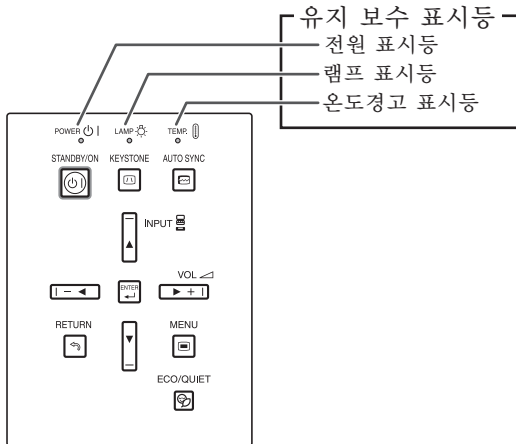 유지 보수 표시등
전원 표시등
램프 표시등
온도경고 표시등
POWER LAMP TEMP.
STANDBY/ON KEYSTONE AUTO SYNC
INPUT
VOL
ENTER
RETURN MENU
ECO/QUIET